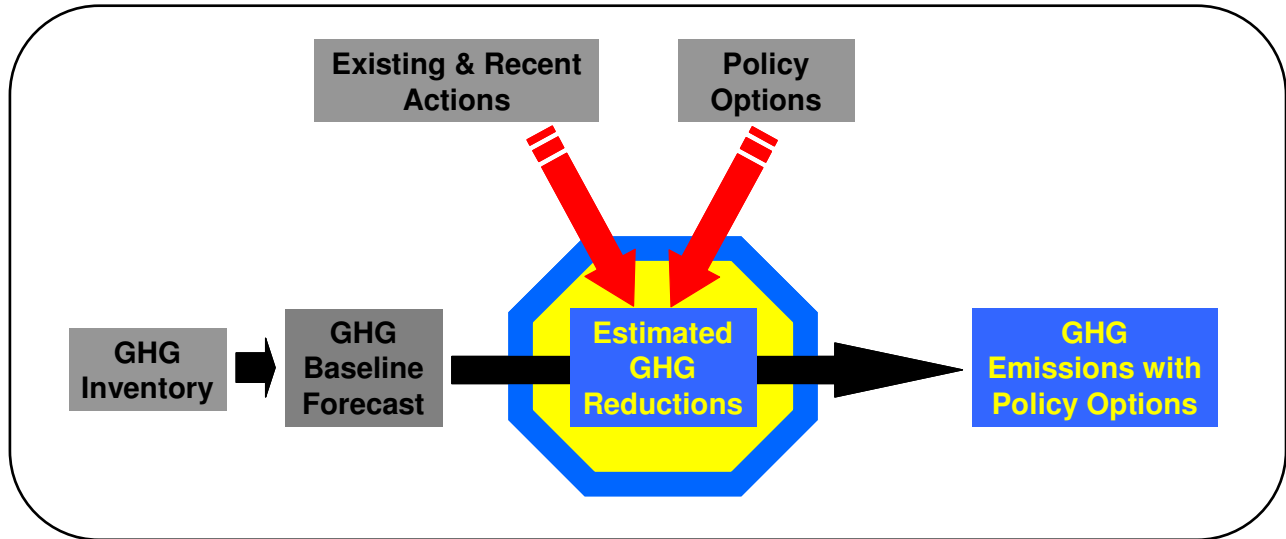 Existing & Recent
Actions
Policy
Options
GHG
Inventory
GHG
Baseline
Forecast
Estimated
GHG
Reductions
GHG
Emissions with
Policy Options